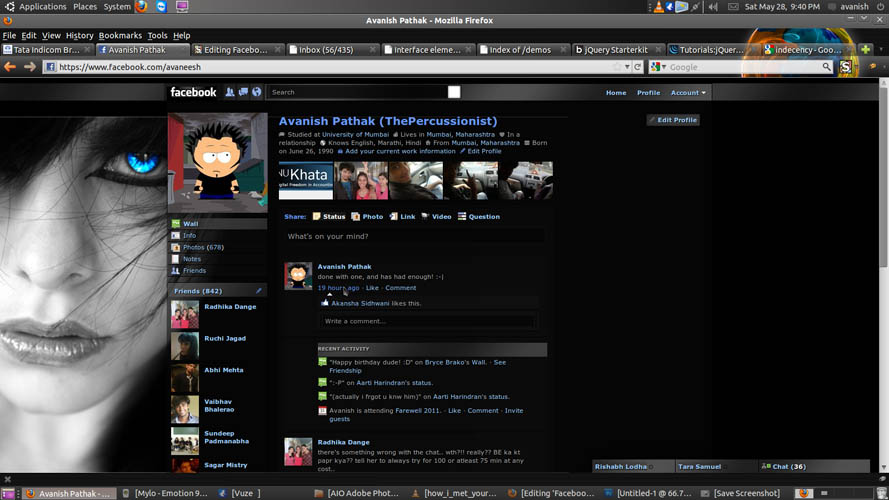 Applications Places System
Sat May 28, 9:40 PM avanish
Avanish Pathak - Mozilla Firefox
File Edit View History Bookmarks Tools Help
Tata Indicom Br... Avanish Pathak Editing Facebo... Inbox (56/435) Interface eleme... Index of /demos jQuery Starterkit Tutorials:jQuery... indecency - Goo...
https://www.facebook.com/avaneesh
Google
facebook Search Home Profile Account
Avanish Pathak (ThePercussionist)
Edit Profile
Studied at University of Mumbai Lives in Mumbai, Maharashtra In a
relationship Knows English, Marathi, Hindi From Mumbai, Maharashtra Born
on June 26, 1990 Add your current work information Edit Profile
NU Khata
igital Freedom in Account
Share: Status Photo Link Video Question
What's on your mind?
Wall
Info
Photos (678)
Notes
Friends
Friends (842)
Radhika Dange
Ruchi Jagad
Abhi Mehta
Vaibhav
Bhalerao
Sundeep
Padmanabha
Sagar Mistry
Avanish Pathak
done with one, and has had enough! :-|
19 hours ago · Like · Comment
Akansha Sidhwani likes this.
Write a comment...
RECENT ACTIVITY
"Happy birthday dude! :D" on Bryce Brako's Wall. · See
Friendship
":-P" on Aarti Harindran's status.
"(actually i frgot u knw him)" on Aarti Harindran's status.
Avanish is attending Farewell 2011. · Like · Comment · Invite
guests
Radhika Dange
there's something wrong with the chat.. wth?!! really?? BE ka kt
papr kya?? tell her to always try for 100 or atleast 75 min at any
cost..
Rishabh Lodha Tara Samuel Chat (36)
Avanish Pathak -... [Mylo - Emotion 9... [Vuze ] [AIO Adobe Phot... [how_i_met_your... [Editing 'Faceboo... [Untitled-1 @ 66.7... [Save Screenshot]